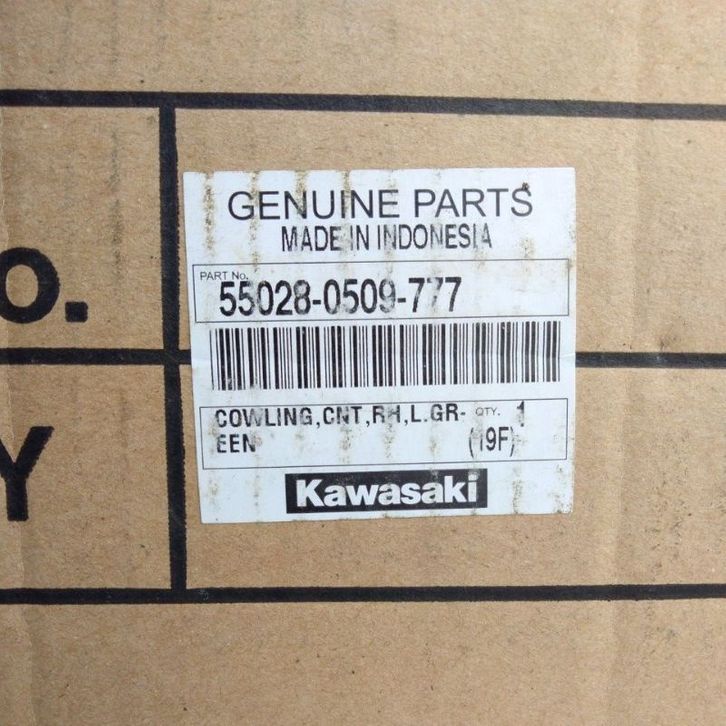 GENUINE PARTS
MADE IN INDONESIA
PART No.
55028-0509-777
o.
COWLING,CNT,RH,L.GR- QTY. 1
EEN (19F)
Y
Kawasaki